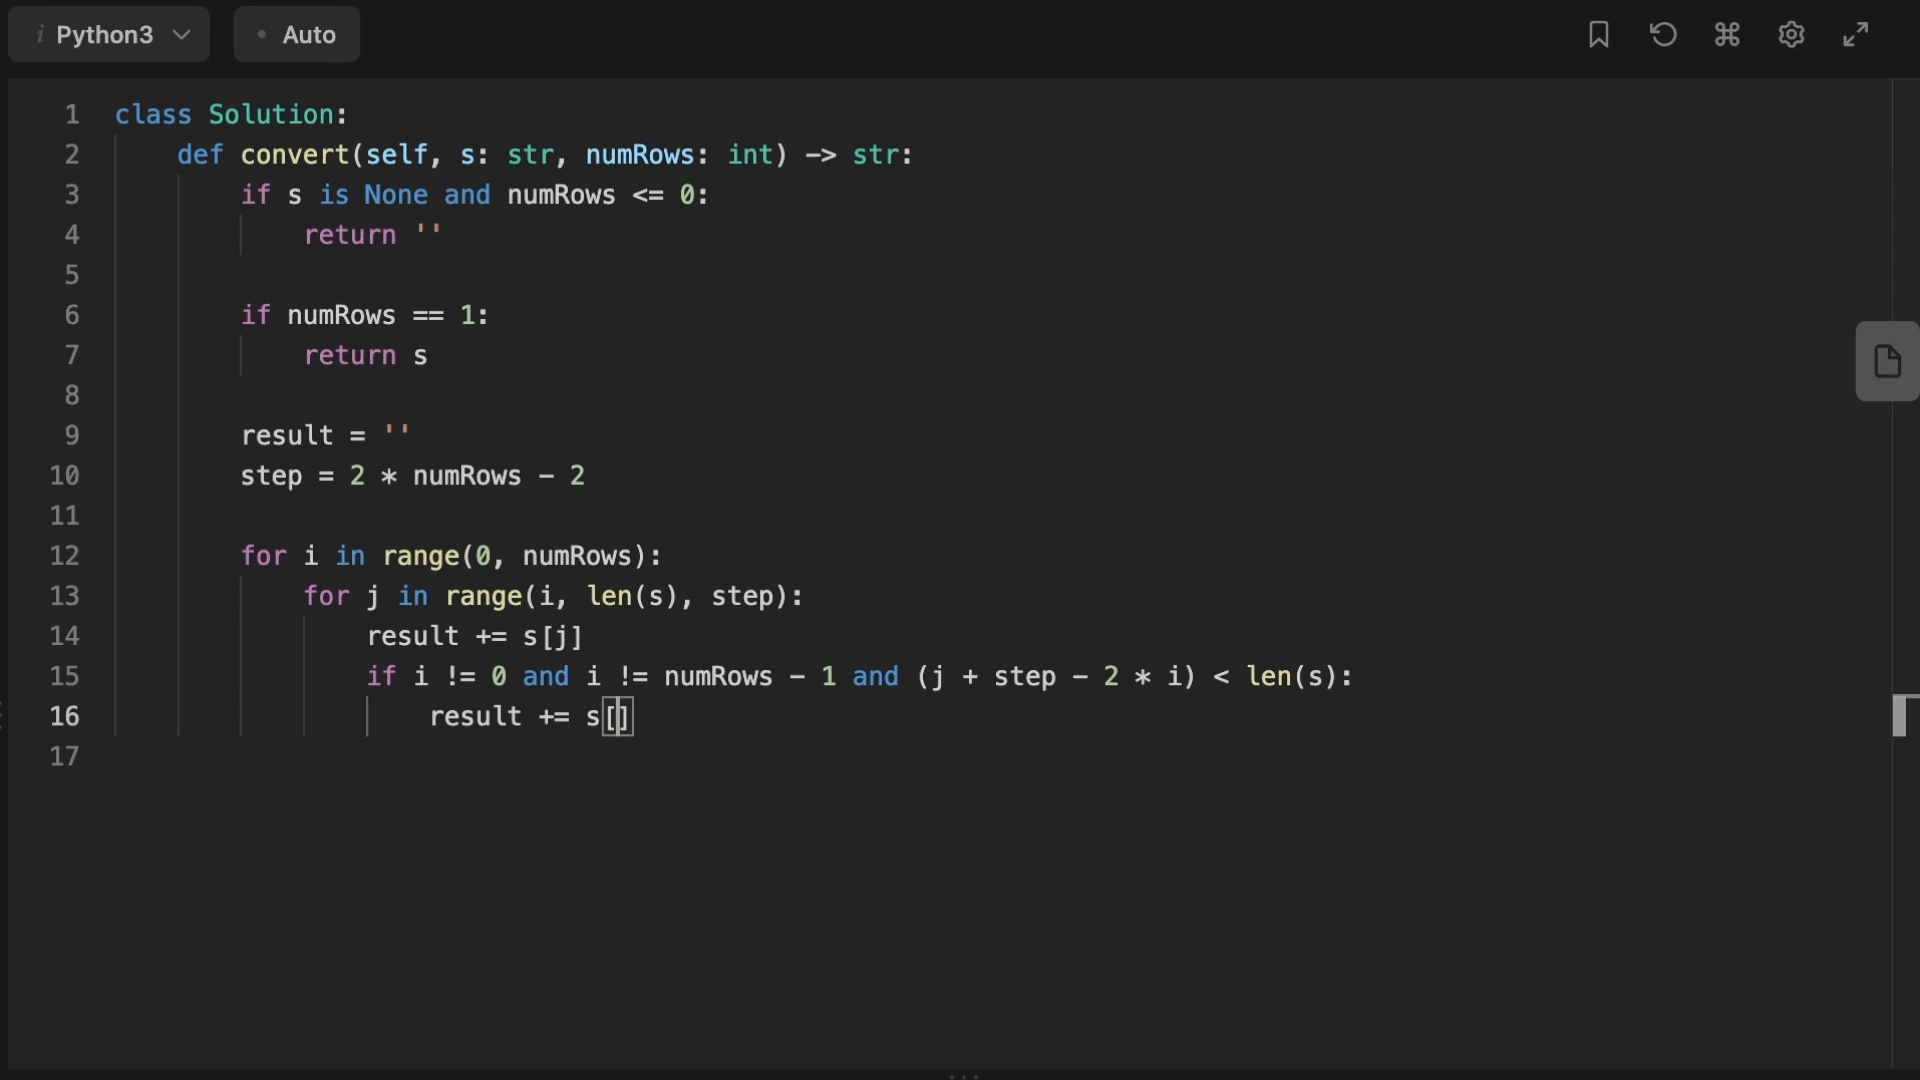 i Python3
Auto
1 class Solution:
2 def convert(self, s: str, numRows: int) -> str:
3 if s is None and numRows <= 0:
4 return ''
5
6 if numRows == 1:
7 return s
8
9 result = ''
10 step = 2 * numRows - 2
11
12 for i in range(0, numRows):
13 for j in range(i, len(s), step):
14 result += s[j]
15 if i != 0 and i != numRows - 1 and (j + step - 2 * i) < len(s):
16 result += s[]
17